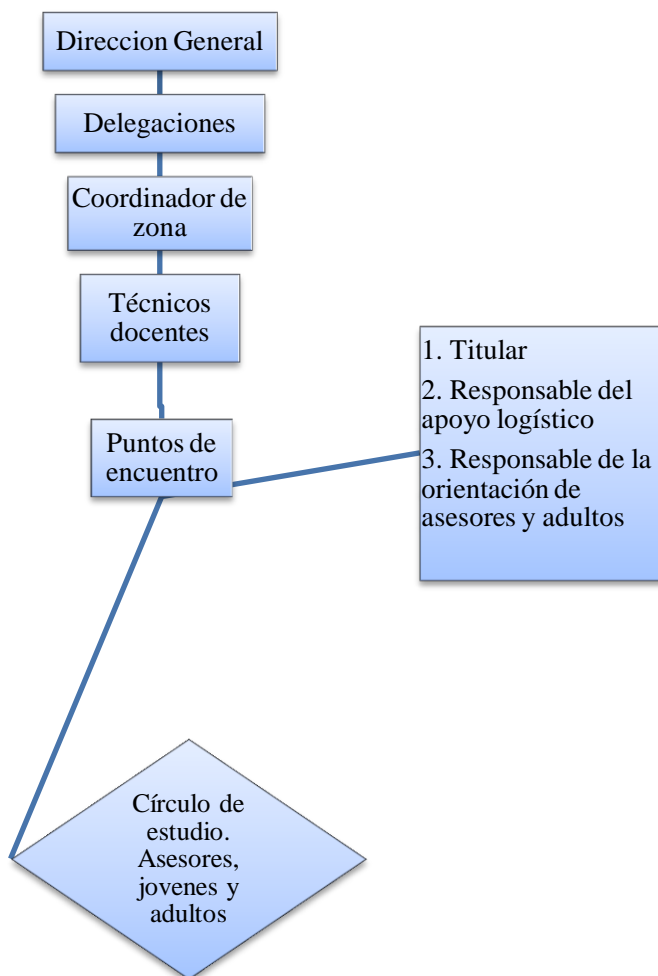 Direccion General
Delegaciones
Coordinador de
zona
Técnicos
docentes
Puntos de
encuentro
1. Titular
2. Responsable del
apoyo logístico
3. Responsable de la
orientación de
asesores y adultos
Círculo de
estudio.
Asesores,
jovenes y
adultos